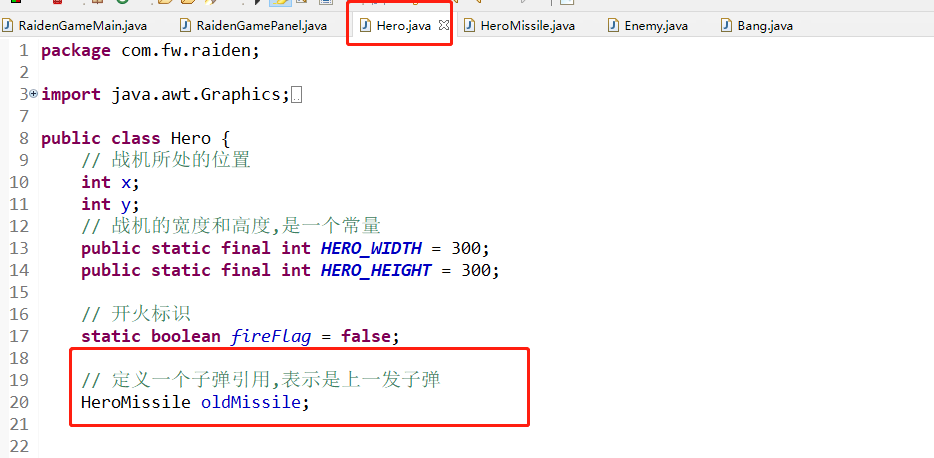 RaidenGameMain.java RaidenGamePanel.java Hero.java HeroMissile.java Enemy.java Bang.java
1 package com.fw.raiden;
2
3 import java.awt.Graphics;
7
8 public class Hero {
9 // 战机所处的位置
10 int x;
11 int y;
12 // 战机的宽度和高度,是一个常量
13 public static final int HERO_WIDTH = 300;
14 public static final int HERO_HEIGHT = 300;
15
16 // 开火标识
17 static boolean fireFlag = false;
18
19 // 定义一个子弹引用,表示是上一发子弹
20 HeroMissile oldMissile;
21
22